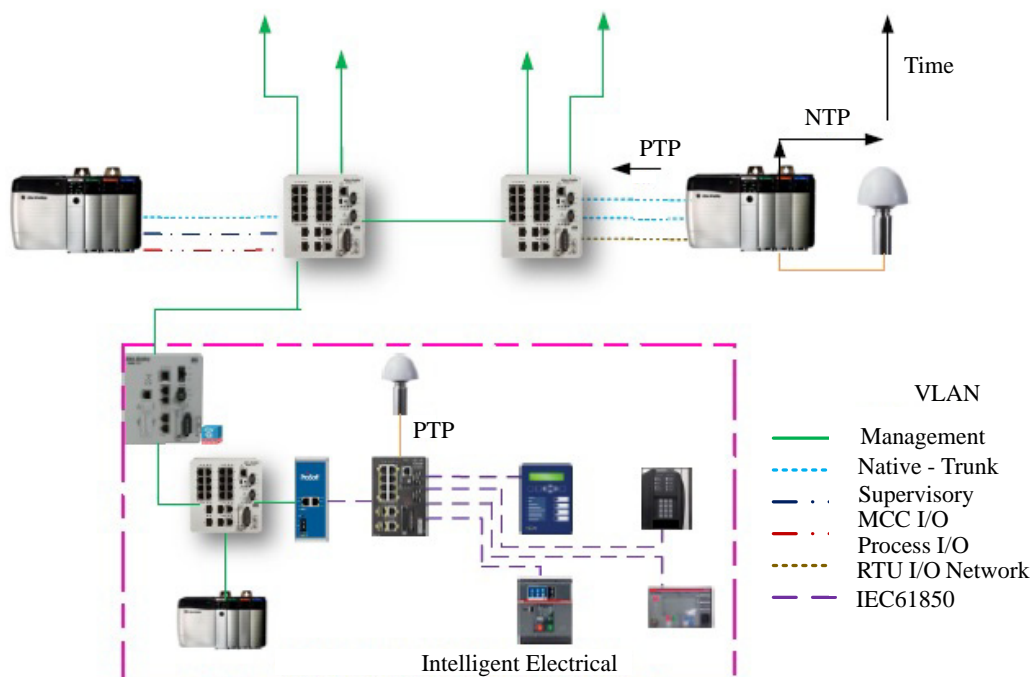 Time
NTP
PTP
PTP
VLAN
Management
Native - Trunk
Supervisory
MCC I/O
Process I/O
RTU I/O Network
IEC61850
Intelligent Electrical